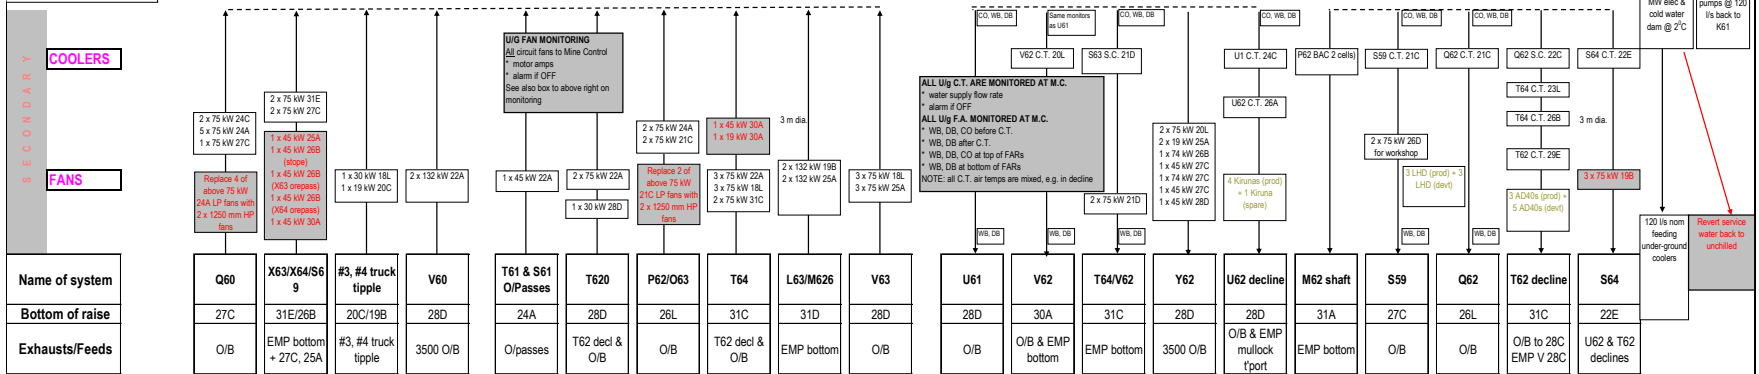 MW elec &
cold water
dam @ 2°C
pumps @ 120
l/s back to
K61
SECONDARY
COOLERS
FANS
2 x 75 kW 24C
5 x 75 kW 24A
1 x 75 kW 27C
Replace 4 of
above 75 kW
24A LP fans with
2 x 1250 mm HP
fans
2 x 75 kW 31E
2 x 75 kW 27C
1 x 45 kW 25A
1 x 45 kW 26B
(stope)
1 x 45 kW 26B
(X63 orepass)
1 x 45 kW 26B
(X64 orepass)
1 x 45 kW 30A
1 x 30 kW 18L
1 x 19 kW 20C
2 x 132 kW 22A
U/G FAN MONITORING
All circuit fans to Mine Control
* motor amps
* alarm if OFF
See also box to above right on
monitoring
1 x 45 kW 22A
2 x 75 kW 22A
1 x 30 kW 28D
2 x 75 kW 24A
2 x 75 kW 21C
Replace 2 of
above 75 kW
21C LP fans with
2 x 1250 mm HP
fans
1 x 45 kW 30A
1 x 19 kW 30A
3 x 75 kW 22A
3 x 75 kW 18L
2 x 75 kW 31C
3 m dia.
2 x 132 kW 19B
2 x 132 kW 25A
3 x 75 kW 18L
3 x 75 kW 25A
CO, WB, DB
Same monitors
as U61
CO, WB, DB
CO, WB, DB
CO, WB, DB
CO, WB, DB
V62 C.T. 20L
S63 S.C. 21D
U1 C.T. 24C
P62 BAC 2 cells)
S59 C.T. 21C
Q62 C.T. 21C
Q62 S.C. 22C
S64 C.T. 22E
ALL U/g C.T. ARE MONITORED AT M.C.
* water supply flow rate
* alarm if OFF
ALL U/g F.A. MONITORED AT M.C.
* WB, DB, CO before C.T.
* WB, DB after C.T.
* WB, DB, CO at top of FARs
* WB, DB at bottom of FARs
NOTE: all C.T. air temps are mixed, e.g. in decline
2 x 75 kW 21D
2 x 75 kW 20L
2 x 19 kW 25A
1 x 74 kW 26B
1 x 45 kW 27C
1 x 74 kW 27C
1 x 45 kW 27C
1 x 45 kW 28D
U62 C.T. 26A
4 Kirunas (prod)
+ 1 Kiruna
(spare)
2 x 75 kW 26D
for workshop
3 LHD (prod) + 3
LHD (devt)
T64 C.T. 23L
T64 C.T. 26B
T62 C.T. 29E
3 AD40s (prod) +
5 AD40s (devt)
3 m dia.
3 x 75 kW 19B
WB, DB
WB, DB
WB, DB
WB, DB
WB, DB
WB, DB
120 l/s nom
feeding
under-ground
coolers
Revert service
water back to
unchilled
Name of system
Q60
X63/X64/S6
9
#3, #4 truck
tipple
V60
T61 & S61
O/Passes
T620
P62/O63
T64
L63/M626
V63
U61
V62
T64/V62
Y62
U62 decline
M62 shaft
S59
Q62
T62 decline
S64
Bottom of raise
27C
31E/26B
20C/19B
28D
24A
28D
26L
31C
31D
28D
28D
30A
31C
28D
28D
31A
27C
26L
31C
22E
Exhausts/Feeds
O/B
EMP bottom
+ 27C, 25A
#3, #4 truck
tipple
3500 O/B
O/passes
T62 decl &
O/B
O/B
T62 decl &
O/B
EMP bottom
O/B
O/B
O/B & EMP
bottom
EMP bottom
3500 O/B
O/B & EMP
mullock
t'port
EMP bottom
O/B
O/B
O/B to 28C
EMP V 28C
U62 & T62
declines